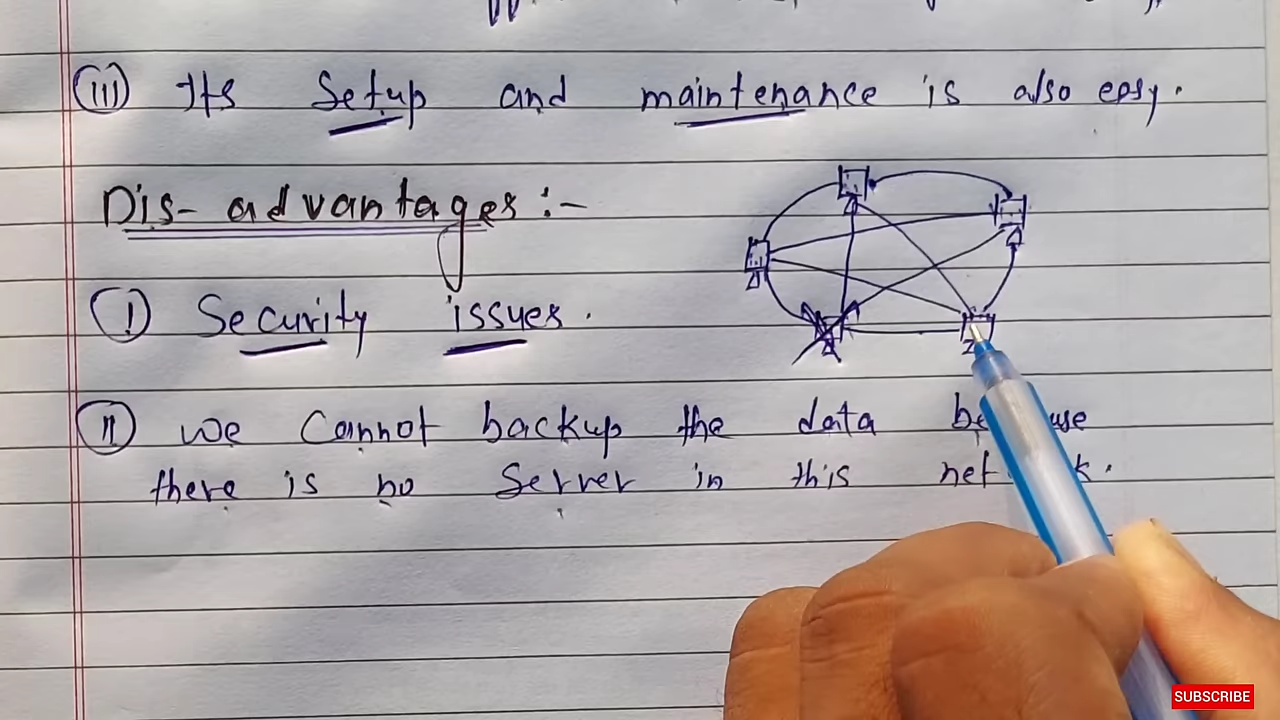 (III) Its Setup and maintenance is also easy.
Dis-advantages :-
(I) Security issues.
(II) we Cannot backup the data
there is no Server in this
SUBSCRIBE